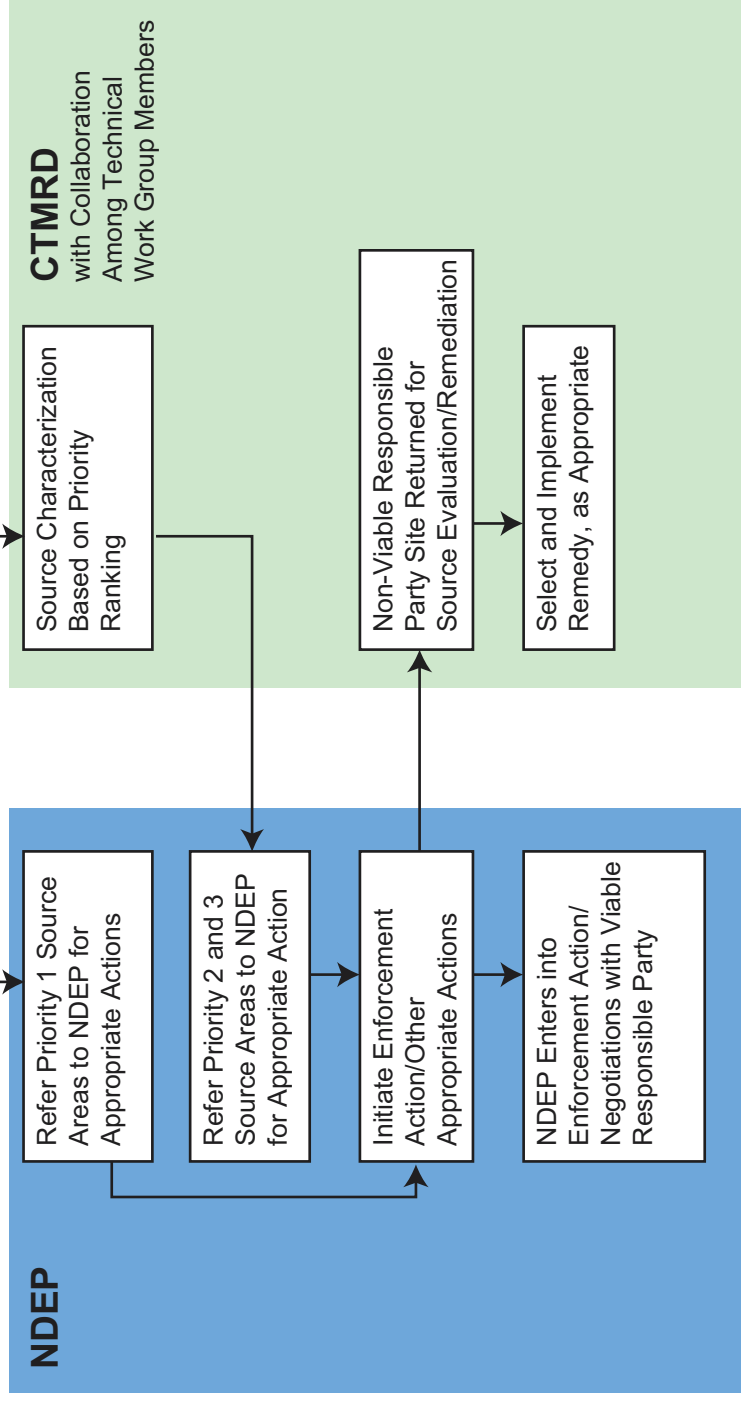 NDEP
Refer Priority 1 Source
Areas to NDEP for
Appropriate Actions
Refer Priority 2 and 3
Source Areas to NDEP
for Appropriate Action
Initiate Enforcement
Action/Other
Appropriate Actions
NDEP Enters into
Enforcement Action/
Negotiations with Viable
Responsible Party
CTMRD
with Collaboration
Among Technical
Work Group Members
Source Characterization
Based on Priority
Ranking
Non-Viable Responsible
Party Site Returned for
Source Evaluation/Remediation
Select and Implement
Remedy, as Appropriate